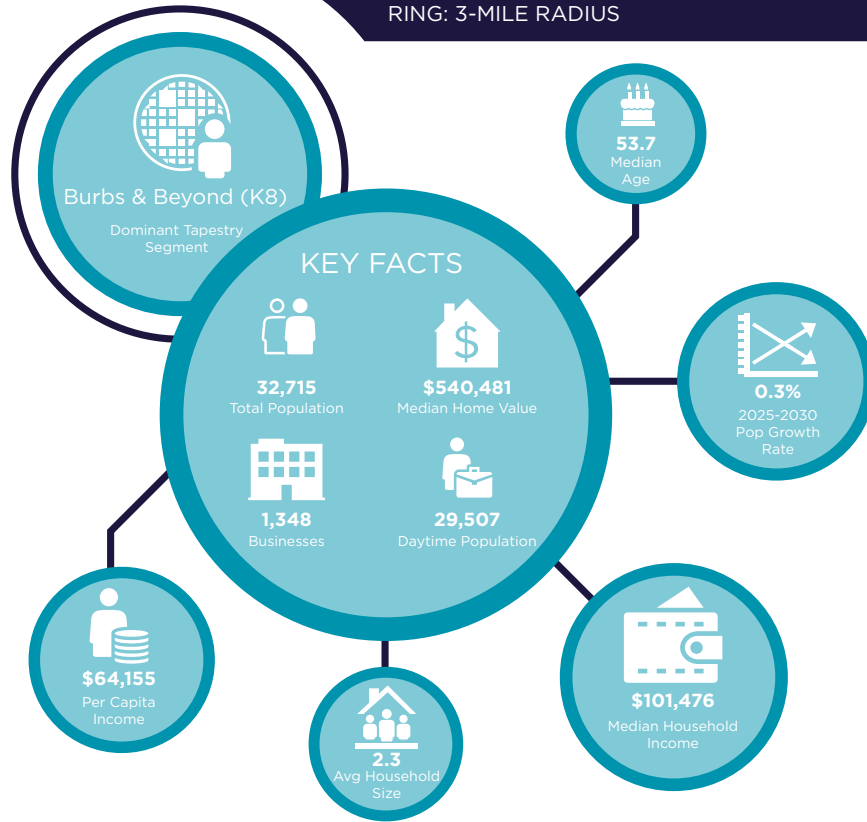 RING: 3-MILE RADIUS
Burbs & Beyond (K8)
Dominant Tapestry
Segment
53.7
Median
Age
KEY FACTS
$
32,715
Total Population
$540,481
Median Home Value
0.3%
2025-2030
Pop Growth
Rate
1,348
Businesses
29,507
Daytime Population
$64,155
Per Capita
Income
2.3
Avg Household
Size
$101,476
Median Household
Income